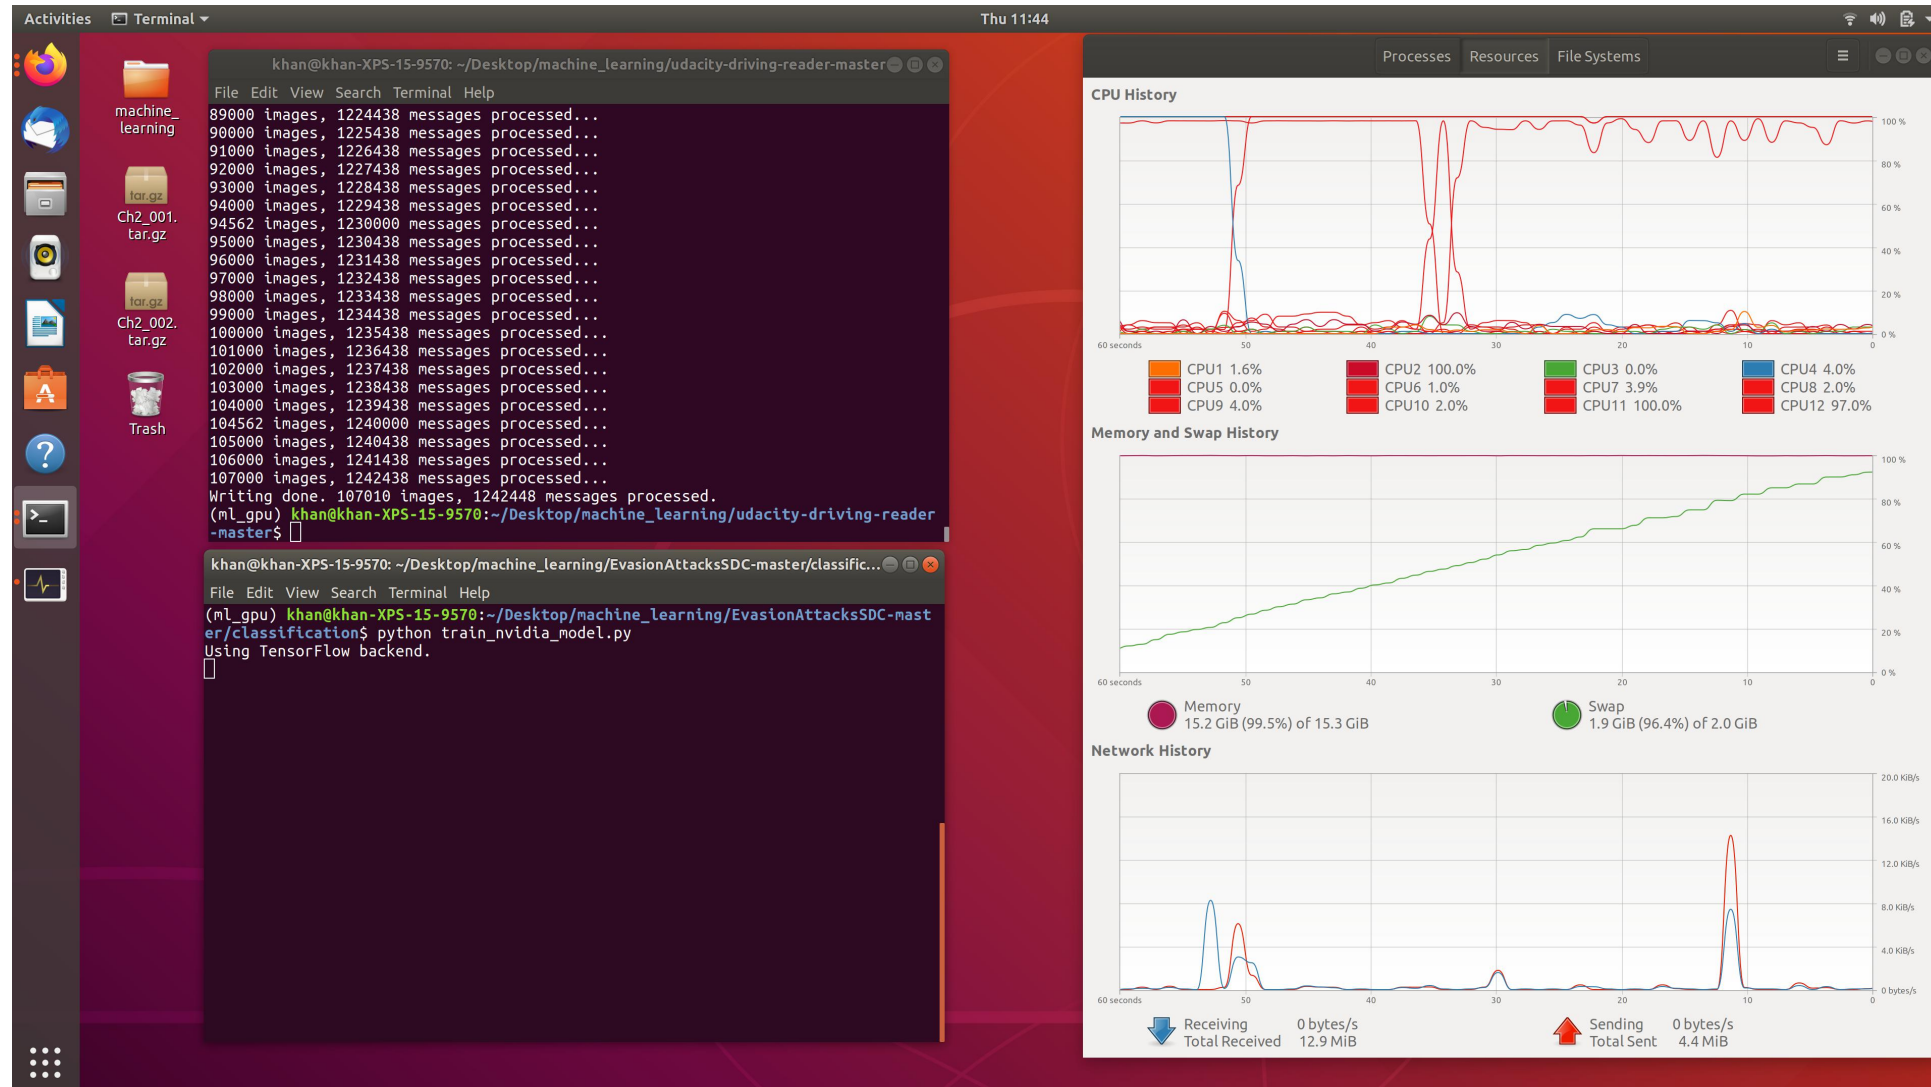 Activities Terminal Thu 11:44
machine_
learning
Ch2_001.
tar.gz
Ch2_002.
tar.gz
Trash
tar.gz
tar.gz
khan@khan-XPS-15-9570: ~/Desktop/machine_learning/udacity-driving-reader-master
File Edit View Search Terminal Help
89000 images, 1224438 messages processed...
90000 images, 1225438 messages processed...
91000 images, 1226438 messages processed...
92000 images, 1227438 messages processed...
93000 images, 1228438 messages processed...
94000 images, 1229438 messages processed...
94562 images, 1230000 messages processed...
95000 images, 1230438 messages processed...
96000 images, 1231438 messages processed...
97000 images, 1232438 messages processed...
98000 images, 1233438 messages processed...
99000 images, 1234438 messages processed...
100000 images, 1235438 messages processed...
101000 images, 1236438 messages processed...
102000 images, 1237438 messages processed...
103000 images, 1238438 messages processed...
104000 images, 1239438 messages processed...
104562 images, 1240000 messages processed...
105000 images, 1240438 messages processed...
106000 images, 1241438 messages processed...
107000 images, 1242438 messages processed...
Writing done. 107010 images, 1242448 messages processed.
(ml_gpu) khan@khan-XPS-15-9570:~/Desktop/machine_learning/udacity-driving-reader
-master$
khan@khan-XPS-15-9570: ~/Desktop/machine_learning/EvasionAttacksSDC-master/classific...
File Edit View Search Terminal Help
(ml_gpu) khan@khan-XPS-15-9570:~/Desktop/machine_learning/EvasionAttacksSDC-mast
er/classification$ python train_nvidia_model.py
Using TensorFlow backend.
Processes Resources File Systems
CPU History
100 %
80 %
60 %
40 %
20 %
0 %
60 seconds 50 40 30 20 10 0
CPU1 1.6% CPU2 100.0% CPU3 0.0% CPU4 4.0%
CPU5 0.0% CPU6 1.0% CPU7 3.9% CPU8 2.0%
CPU9 4.0% CPU10 2.0% CPU11 100.0% CPU12 97.0%
Memory and Swap History
100 %
80 %
60 %
40 %
20 %
0 %
60 seconds 50 40 30 20 10 0
Memory Swap
15.2 GiB (99.5%) of 15.3 GiB 1.9 GiB (96.4%) of 2.0 GiB
Network History
20.0 KiB/s
16.0 KiB/s
12.0 KiB/s
8.0 KiB/s
4.0 KiB/s
0 bytes/s
60 seconds 50 40 30 20 10 0
Receiving 0 bytes/s Sending 0 bytes/s
Total Received 12.9 MiB Total Sent 4.4 MiB